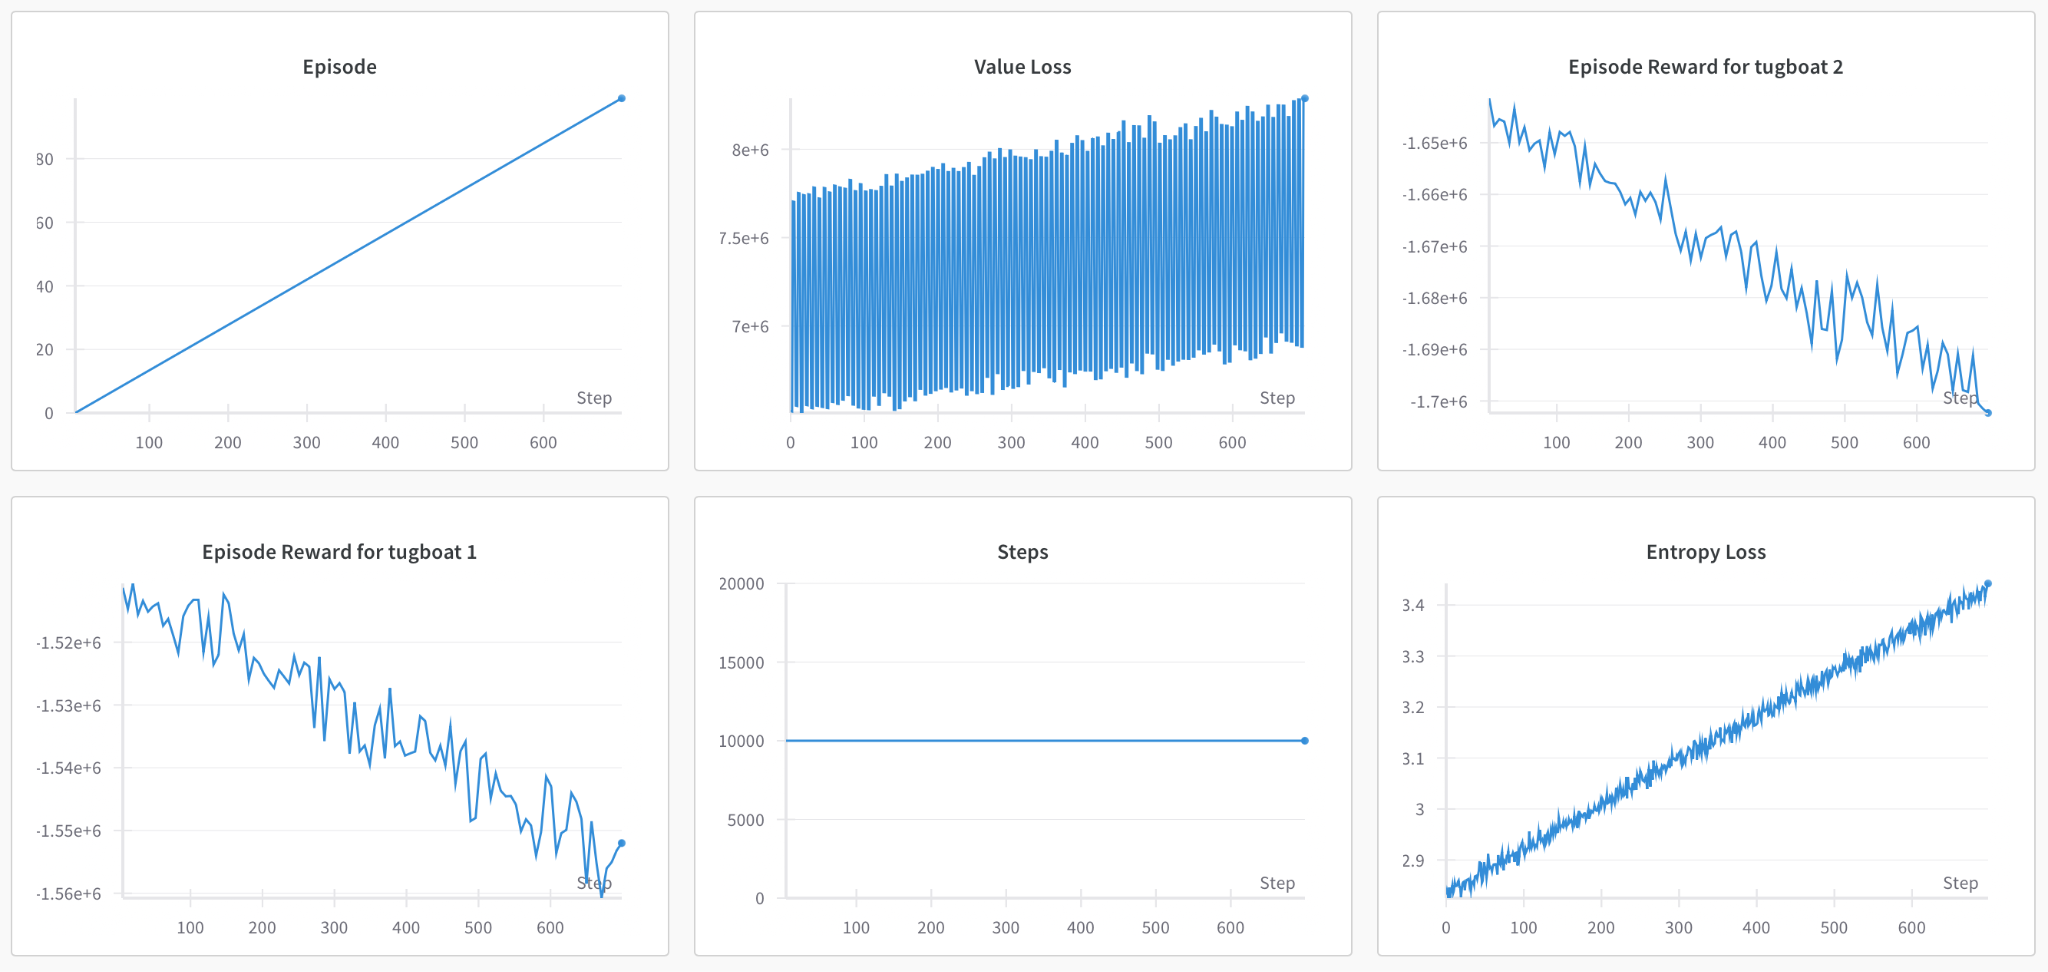 Episode
80
60
40
20
0
Step
100 200 300 400 500 600
Value Loss
8e+6
7.5e+6
7e+6
Step
0 100 200 300 400 500 600
Episode Reward for tugboat 2
-1.65e+6
-1.66e+6
-1.67e+6
-1.68e+6
-1.69e+6
-1.7e+6
Step
100 200 300 400 500 600
Episode Reward for tugboat 1
-1.52e+6
-1.53e+6
-1.54e+6
-1.55e+6
-1.56e+6
Step
100 200 300 400 500 600
Steps
20000
15000
10000
5000
0
Step
100 200 300 400 500 600
Entropy Loss
3.4
3.3
3.2
3.1
3
2.9
Step
0 100 200 300 400 500 600